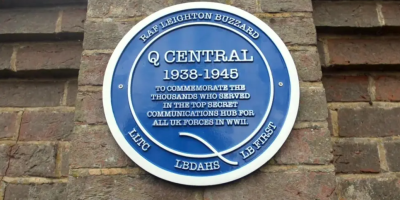 RAF LEIGHTON BUZZARD
Q CENTRAL
1938-1945
TO COMMEMORATE THE
THOUSANDS WHO SERVED
IN THE TOP SECRET
COMMUNICATIONS HUB FOR
ALL UK FORCES IN WWII.
LLTC
LBDAHS
LB FIRST